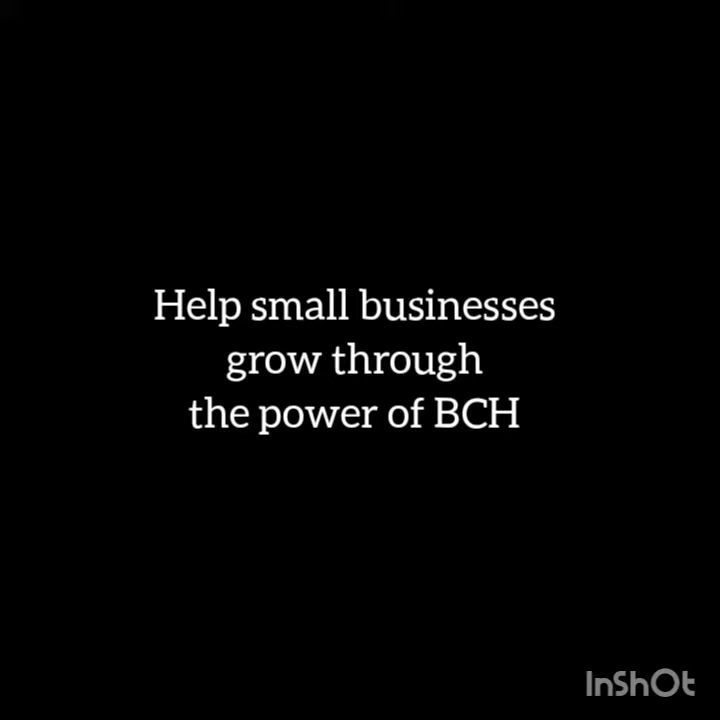 Help small businesses
grow through
the power of BCH
InShOt